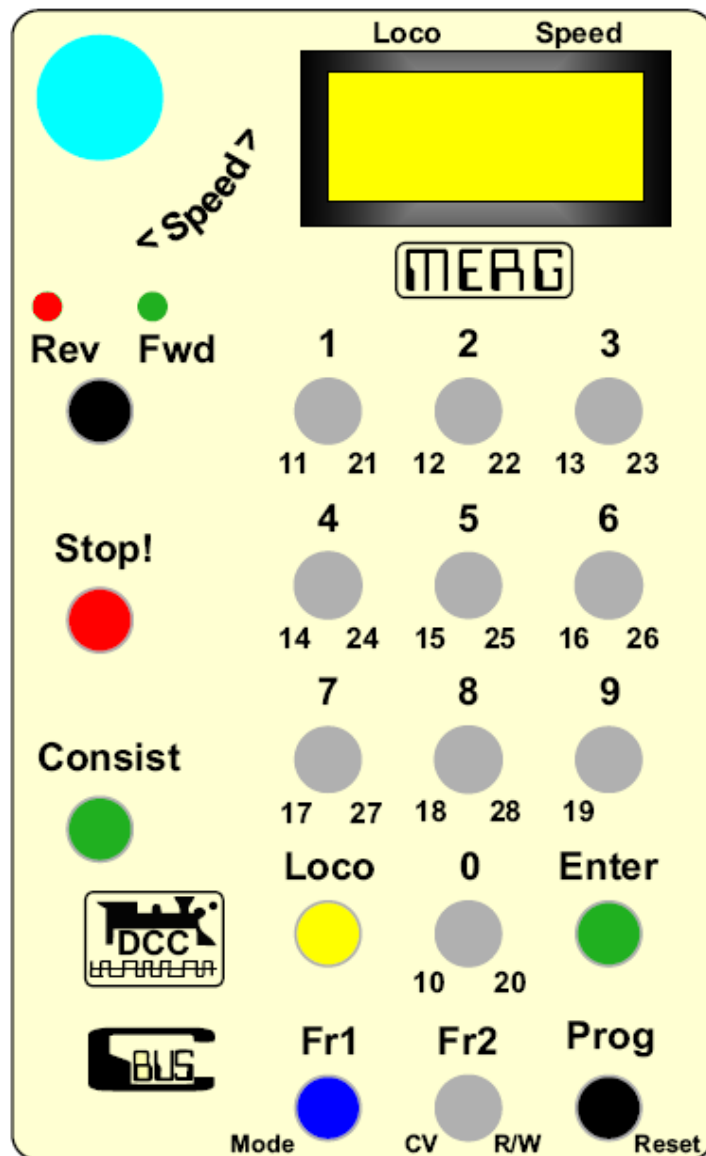 Loco Speed
< Speed >
MERG
Rev Fwd
1 2 3
11 21 12 22 13 23
4 5 6
Stop!
14 24 15 25 16 26
7 8 9
Consist
17 27 18 28 19
Loco 0 Enter
DCC
10 20
Fr1 Fr2 Prog
CBUS
Mode CV R/W Reset